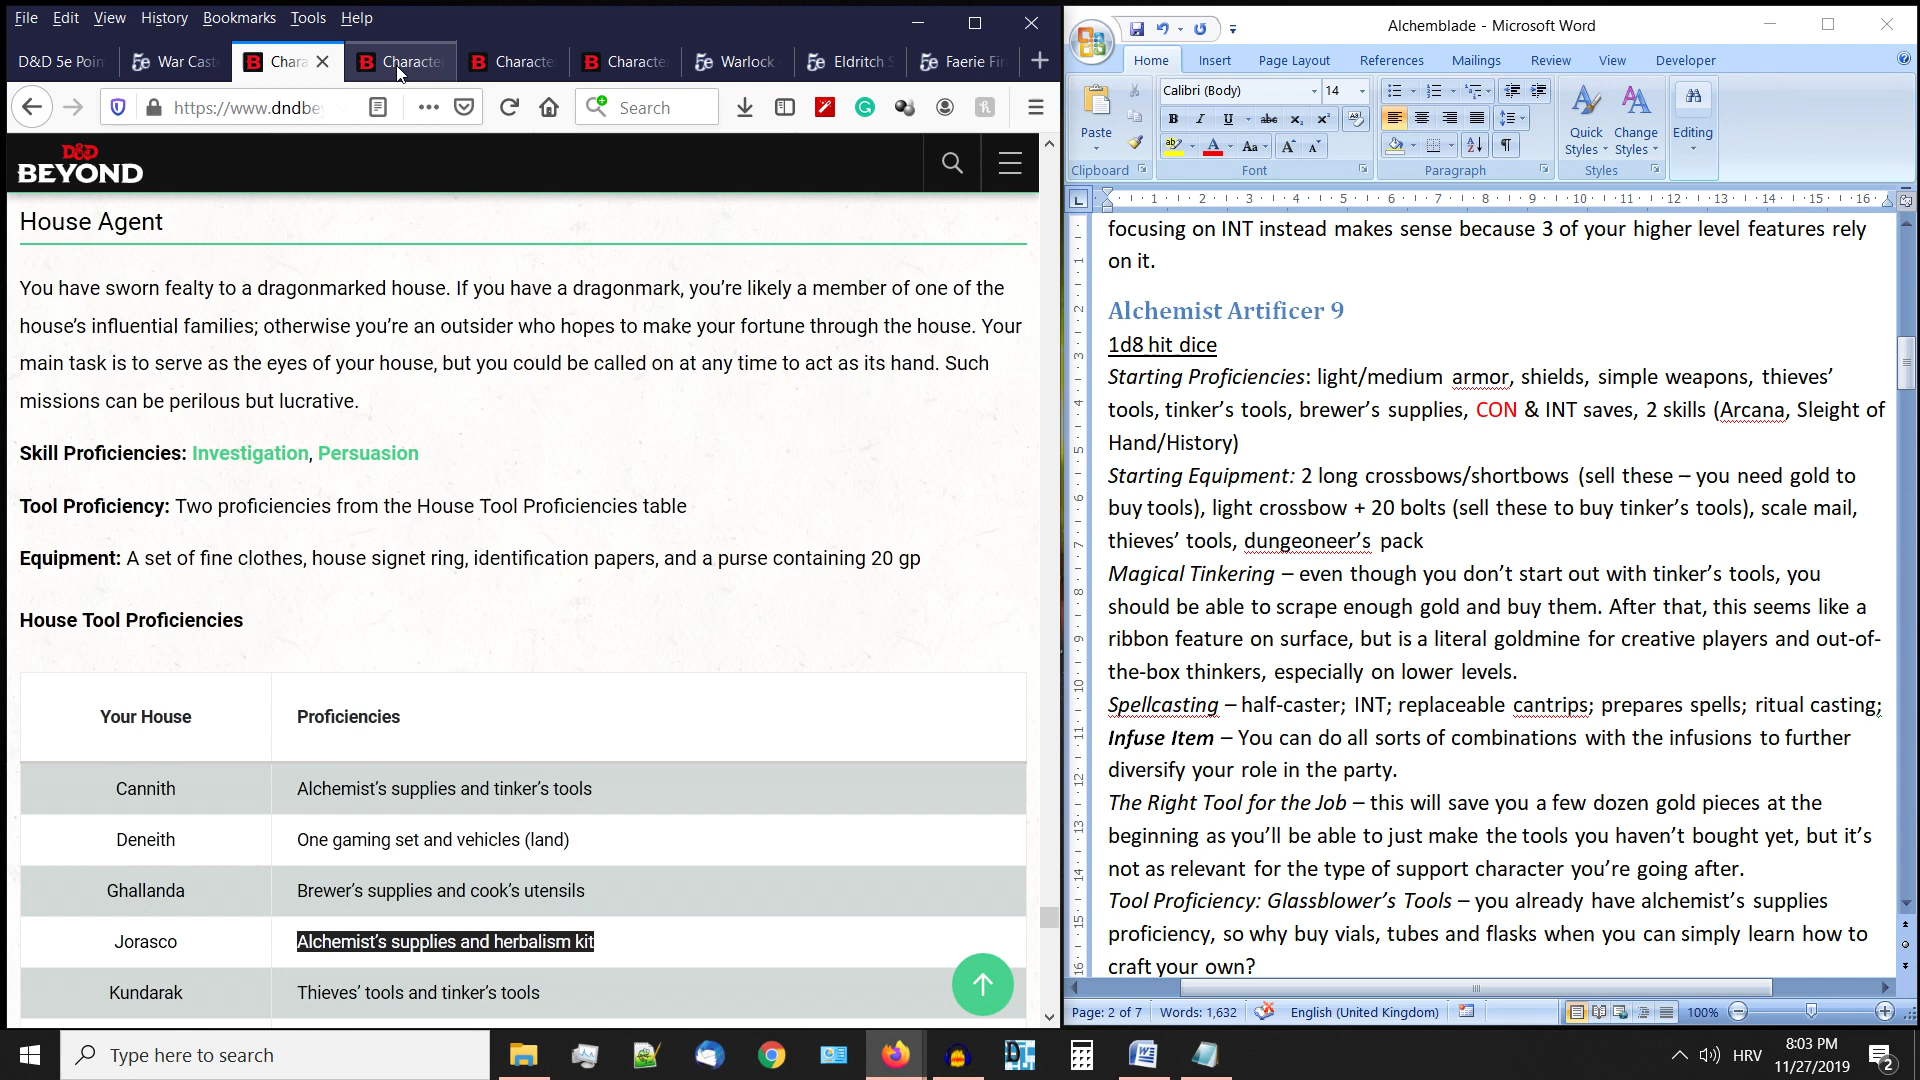 File Edit View History Bookmarks Tools Help
D&D 5e Poin
War Cast
Chara
Characte
Characte
Characte
Warlock -
Eldritch S
Faerie Fir
https://www.dndbe
Search
D&D
BEYOND
House Agent
You have sworn fealty to a dragonmarked house. If you have a dragonmark, you’re likely a member of one of the
house’s influential families; otherwise you’re an outsider who hopes to make your fortune through the house. Your
main task is to serve as the eyes of your house, but you could be called on at any time to act as its hand. Such
missions can be perilous but lucrative.
Skill Proficiencies: Investigation, Persuasion
Tool Proficiency: Two proficiencies from the House Tool Proficiencies table
Equipment: A set of fine clothes, house signet ring, identification papers, and a purse containing 20 gp
House Tool Proficiencies
Your House Proficiencies
Cannith Alchemist’s supplies and tinker’s tools
Deneith One gaming set and vehicles (land)
Ghallanda Brewer’s supplies and cook’s utensils
Jorasco Alchemist’s supplies and herbalism kit
Kundarak Thieves’ tools and tinker’s tools
Alchemblade - Microsoft Word
Home Insert Page Layout References Mailings Review View Developer
Calibri (Body) 14
Paste
Quick Styles
Change Styles
Editing
Clipboard Font Paragraph Styles
1 2 3 4 5 6 7 8 9 10 11 12 13 14 15 16
focusing on INT instead makes sense because 3 of your higher level features rely
on it.
Alchemist Artificer 9
1d8 hit dice
Starting Proficiencies: light/medium armor, shields, simple weapons, thieves’
tools, tinker’s tools, brewer’s supplies, CON & INT saves, 2 skills (Arcana, Sleight of
Hand/History)
Starting Equipment: 2 long crossbows/shortbows (sell these – you need gold to
buy tools), light crossbow + 20 bolts (sell these to buy tinker’s tools), scale mail,
thieves’ tools, dungeoneer’s pack
Magical Tinkering – even though you don’t start out with tinker’s tools, you
should be able to scrape enough gold and buy them. After that, this seems like a
ribbon feature on surface, but is a literal goldmine for creative players and out-of-
the-box thinkers, especially on lower levels.
Spellcasting – half-caster; INT; replaceable cantrips; prepares spells; ritual casting;
Infuse Item – You can do all sorts of combinations with the infusions to further
diversify your role in the party.
The Right Tool for the Job – this will save you a few dozen gold pieces at the
beginning as you’ll be able to just make the tools you haven’t bought yet, but it’s
not as relevant for the type of support character you’re going after.
Tool Proficiency: Glassblower’s Tools – you already have alchemist’s supplies
proficiency, so why buy vials, tubes and flasks when you can simply learn how to
craft your own?
Page: 2 of 7 Words: 1,632 English (United Kingdom) 100%
Type here to search
HRV
8:03 PM
11/27/2019
2